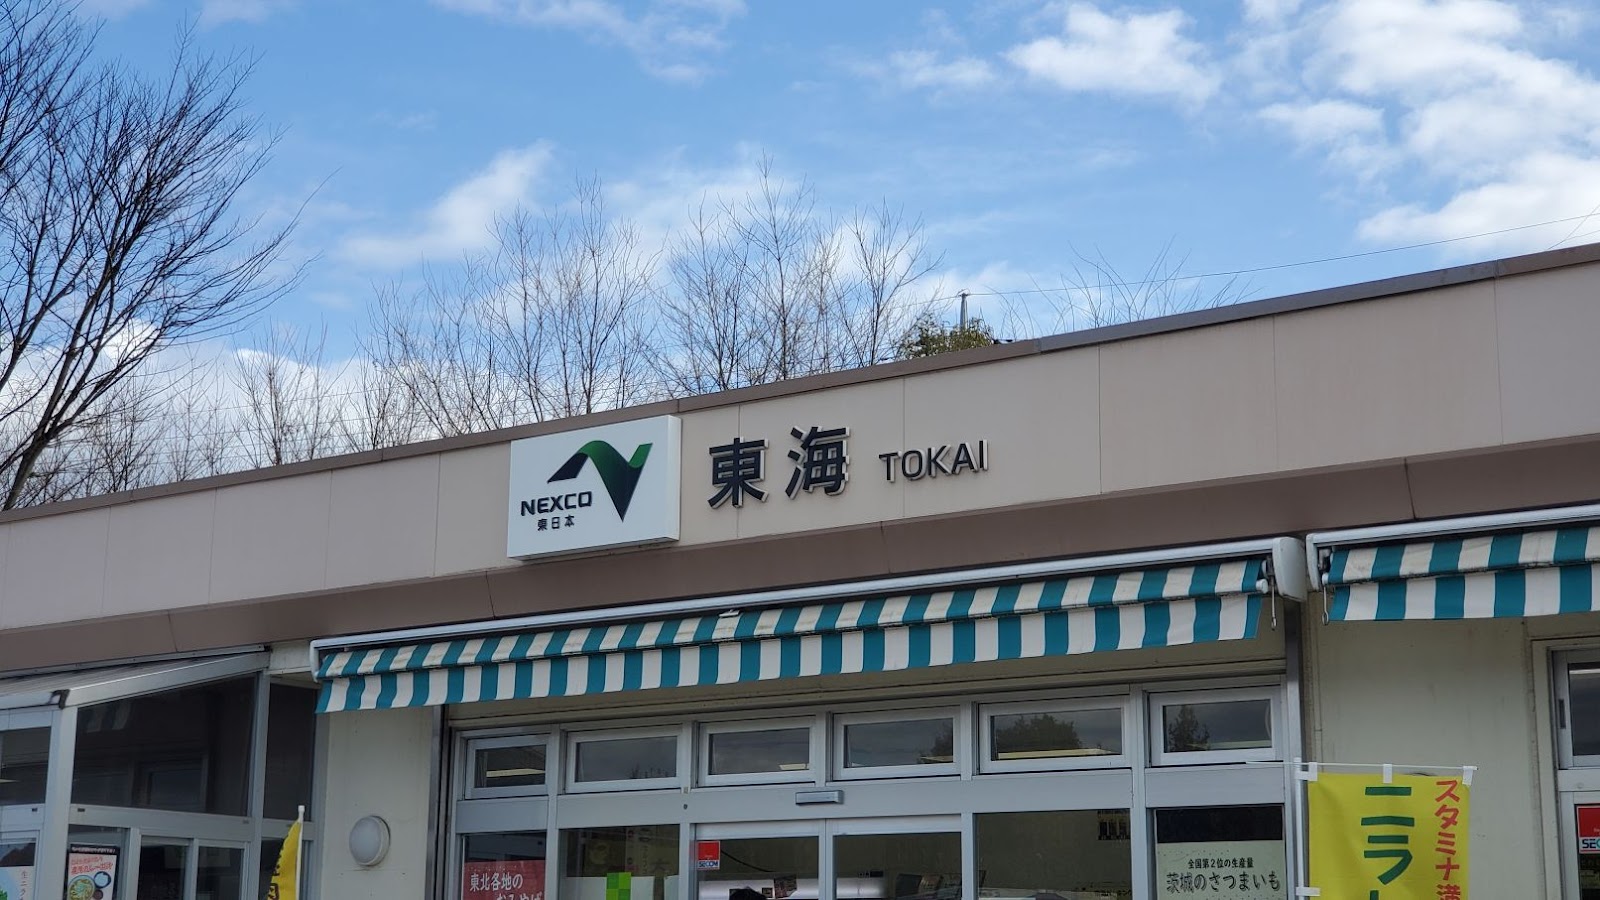 NEXCO
東日本
東海 TOKAI
スタミナ満
ニラ
SECOM
全国第2位の生産量
茨城のさつまいも
東北各地の